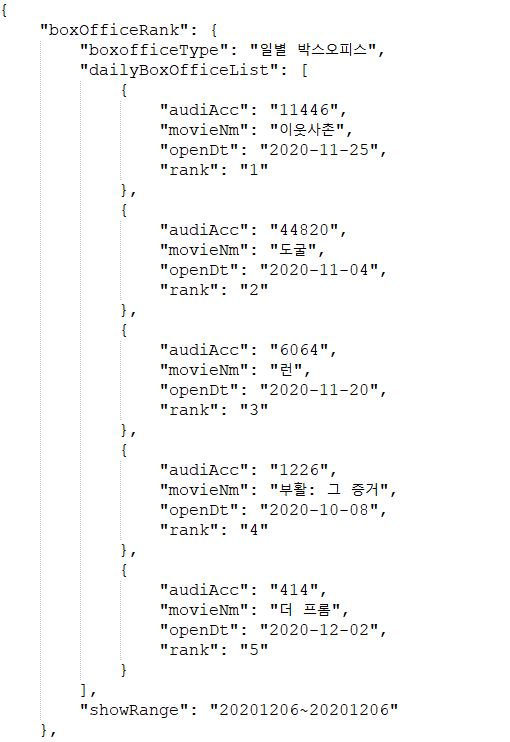 {
"boxOfficeRank": {
"boxofficeType": "일별 박스오피스",
"dailyBoxOfficeList": [
{
"audiAcc": "11446",
"movieNm": "이웃사촌",
"openDt": "2020-11-25",
"rank": "1"
},
{
"audiAcc": "44820",
"movieNm": "도굴",
"openDt": "2020-11-04",
"rank": "2"
},
{
"audiAcc": "6064",
"movieNm": "런",
"openDt": "2020-11-20",
"rank": "3"
},
{
"audiAcc": "1226",
"movieNm": "부활: 그 증거",
"openDt": "2020-10-08",
"rank": "4"
},
{
"audiAcc": "414",
"movieNm": "더 프롬",
"openDt": "2020-12-02",
"rank": "5"
}
],
"showRange": "20201206~20201206"
},